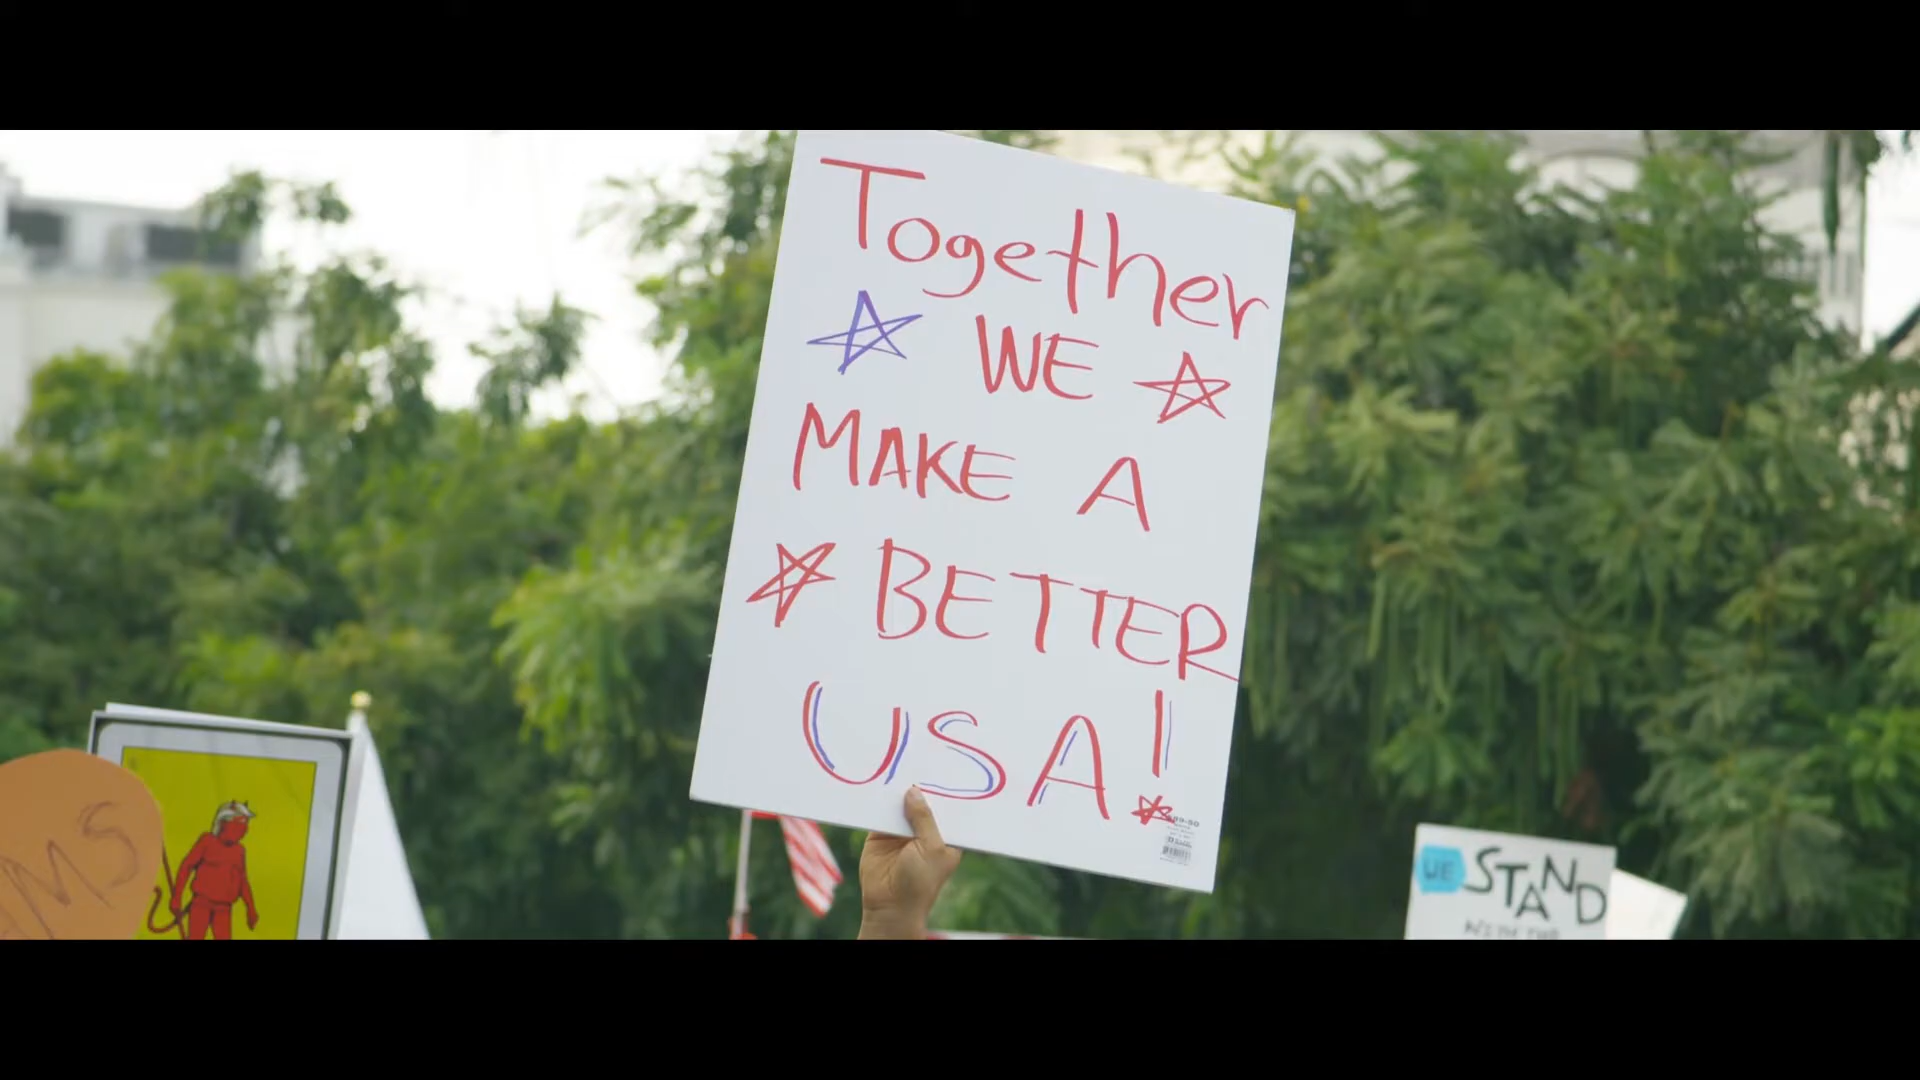 Together
WE
MAKE A
BETTER
USA!
WE STAND